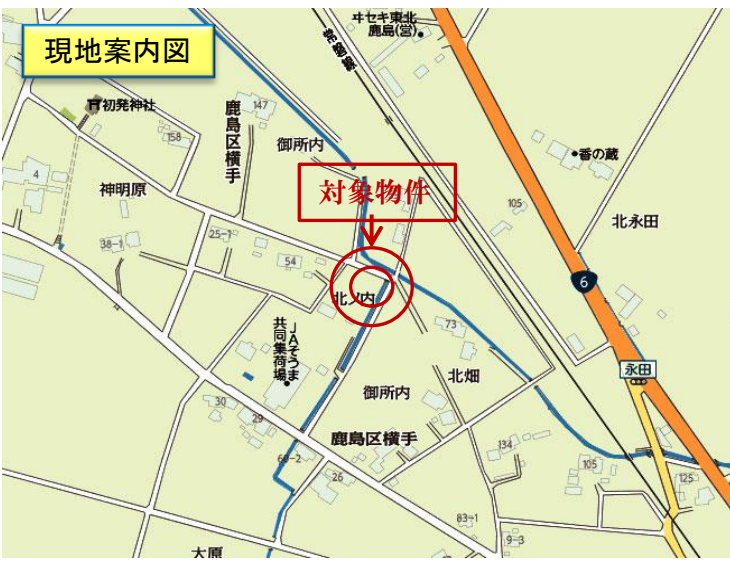 現地案内図
ヰセキ東北
鹿島(営)
常磐線
初発神社
鹿島区横手
147
御所内
158
香の蔵
4
神明原
対象物件
105
北永田
38-1
25-1
54
6
北ノ内
73
JAそうま
共同集荷場
永田
北畑
御所内
30
29
鹿島区横手
134
60-2
26
105
125
83-1
9-3
大原